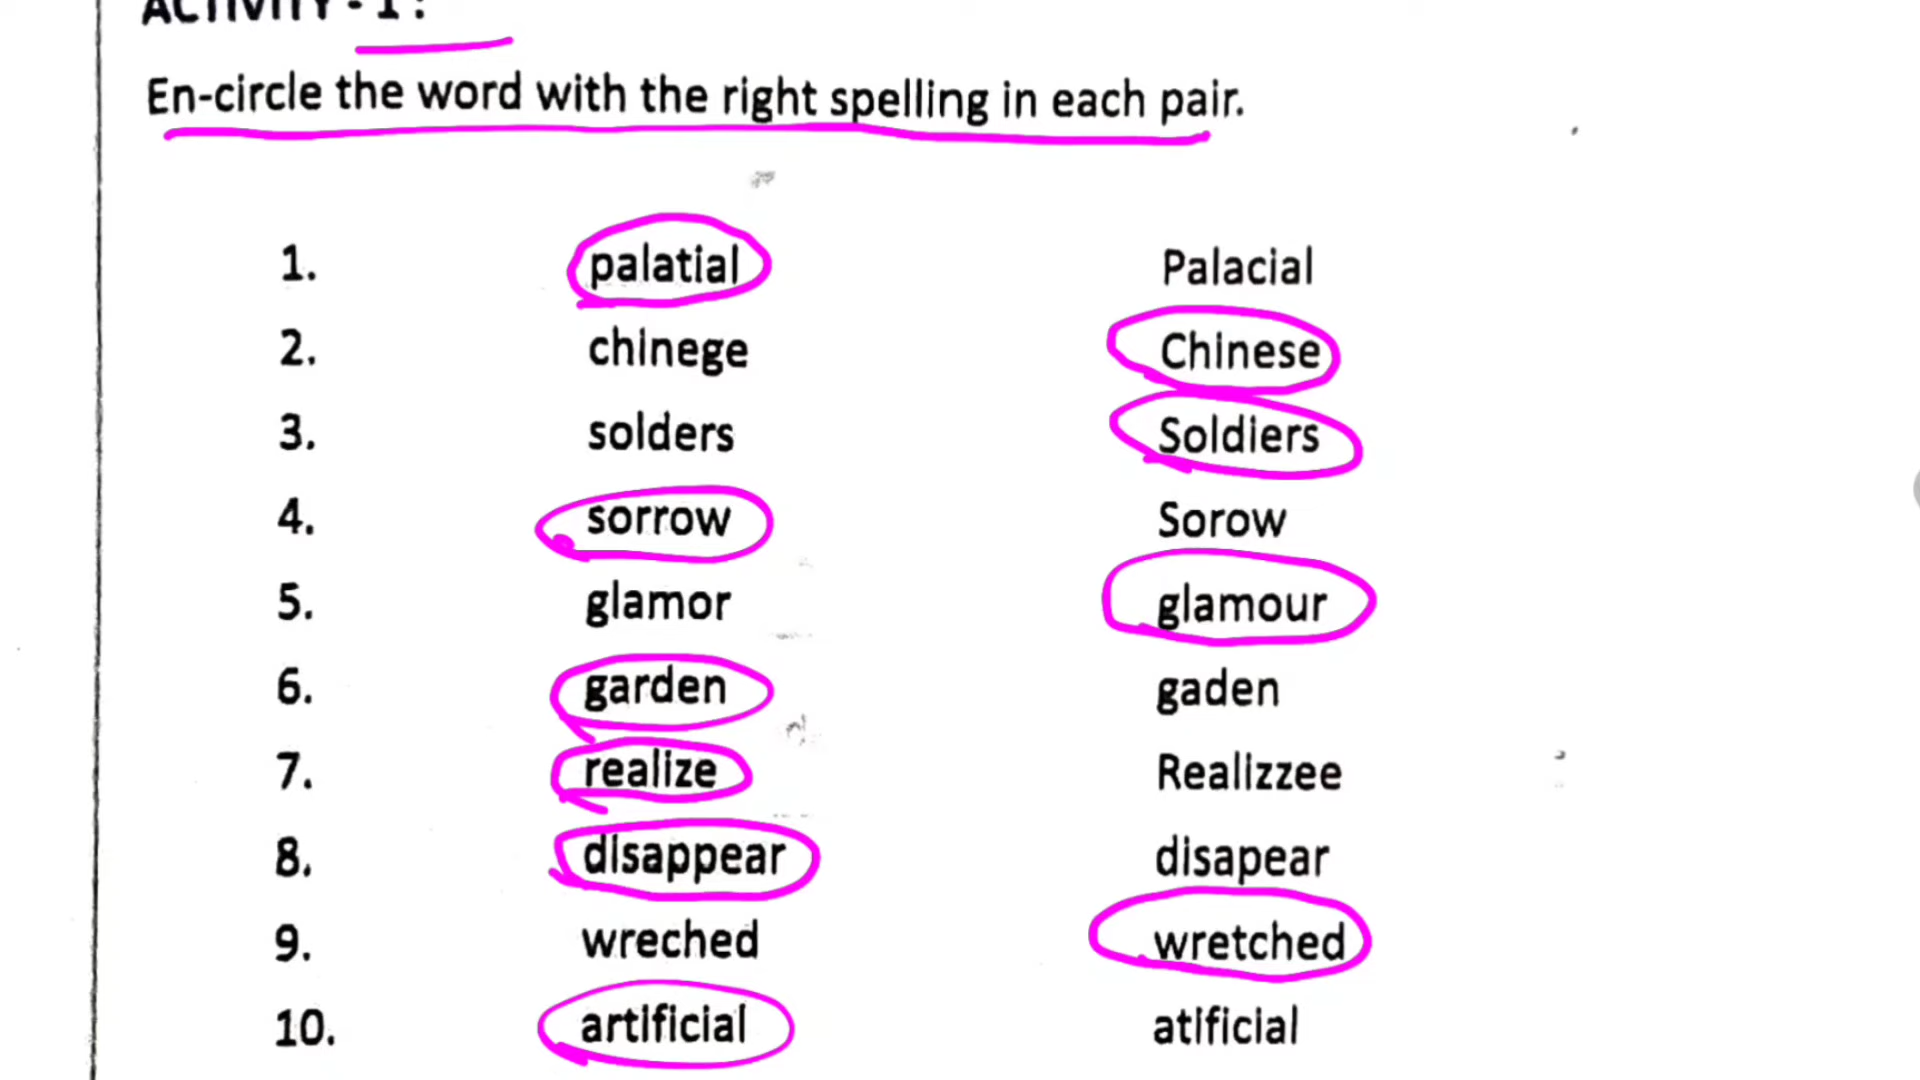 ACTIVITY - 1 :
En-circle the word with the right spelling in each pair.
1. palatial Palacial
2. chinege Chinese
3. solders Soldiers
4. sorrow Sorow
5. glamor glamour
6. garden gaden
7. realize Realizzee
8. disappear disapear
9. wreched wretched
10. artificial atificial